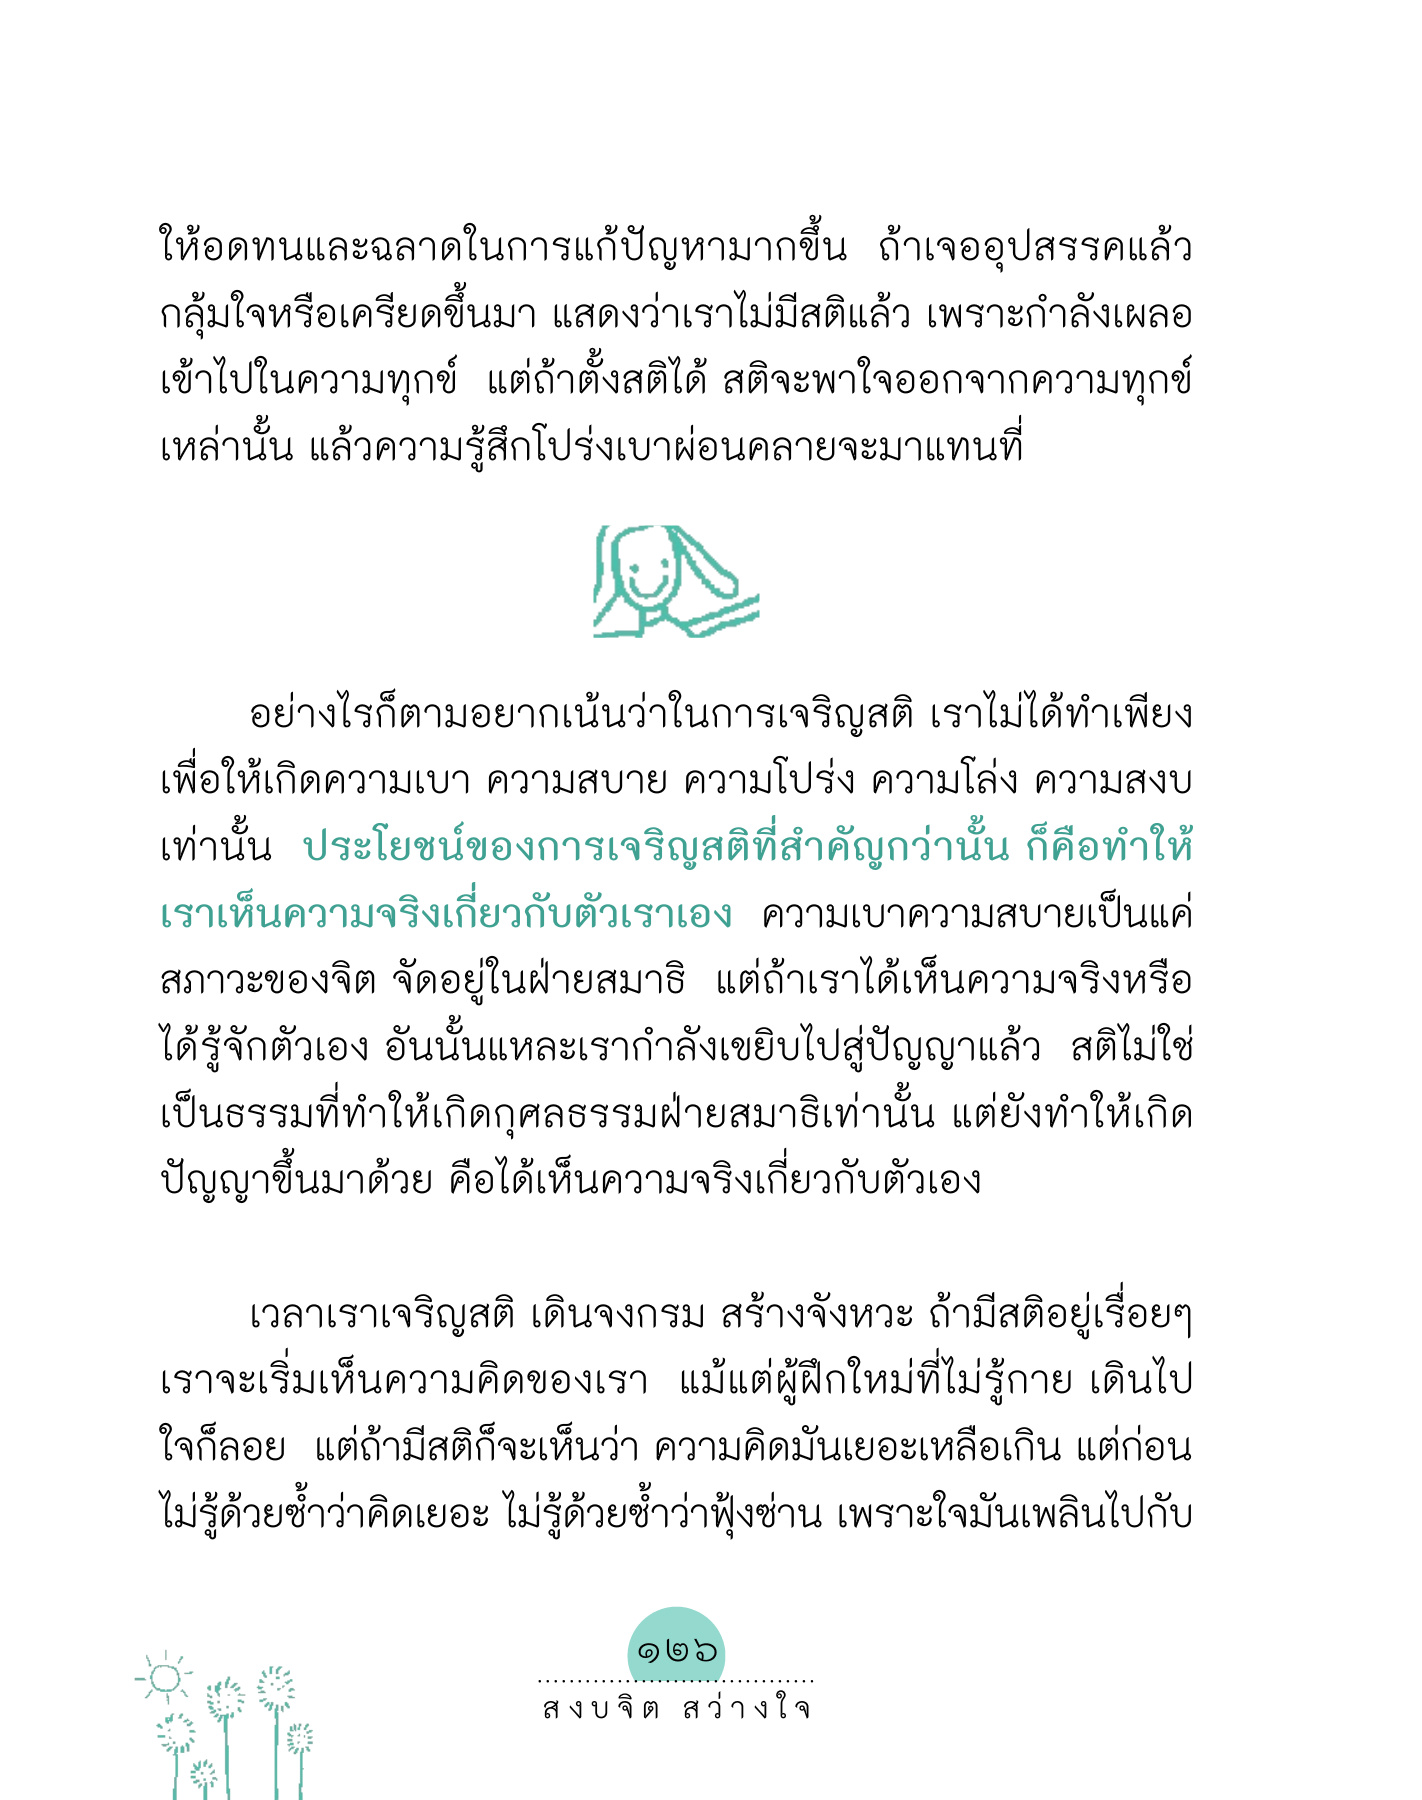 ให้อดทนและฉลาดในการแก้ปัญหามากขึ้น ถ้าเจออุปสรรคแล้ว
กลุ้มใจหรือเครียดขึ้นมา แสดงว่าเราไม่มีสติแล้ว เพราะกำลังเผลอ
เข้าไปในความทุกข์ แต่ถ้าตั้งสติได้ สติจะพาใจออกจากความทุกข์
เหล่านั้น แล้วความรู้สึกโปร่งเบาผ่อนคลายจะมาแทนที่
อย่างไรก็ตามอยากเน้นว่าในการเจริญสติ เราไม่ได้ทำเพียง
เพื่อให้เกิดความเบา ความสบาย ความโปร่ง ความโล่ง ความสงบ
เท่านั้น ประโยชน์ของการเจริญสติที่สำคัญกว่านั้น ก็คือทำให้
เราเห็นความจริงเกี่ยวกับตัวเราเอง ความเบาความสบายเป็นแค่
สภาวะของจิต จัดอยู่ในฝ่ายสมาธิ แต่ถ้าเราได้เห็นความจริงหรือ
ได้รู้จักตัวเอง อันนั้นแหละเรากำลังเขยิบไปสู่ปัญญาแล้ว สติไม่ใช่
เป็นธรรมที่ทำให้เกิดกุศลธรรมฝ่ายสมาธิเท่านั้น แต่ยังทำให้เกิด
ปัญญาขึ้นมาด้วย คือได้เห็นความจริงเกี่ยวกับตัวเอง
เวลาเราเจริญสติ เดินจงกรม สร้างจังหวะ ถ้ามีสติอยู่เรื่อยๆ
เราจะเริ่มเห็นความคิดของเรา แม้แต่ผู้ฝึกใหม่ที่ไม่รู้กาย เดินไป
ใจก็ลอย แต่ถ้ามีสติก็จะเห็นว่า ความคิดมันเยอะเหลือเกิน แต่ก่อน
ไม่รู้ด้วยซ้ำว่าคิดเยอะ ไม่รู้ด้วยซ้ำว่าฟุ้งซ่าน เพราะใจมันเพลินไปกับ
๑๒๖
สงบจิต สว่างใจ